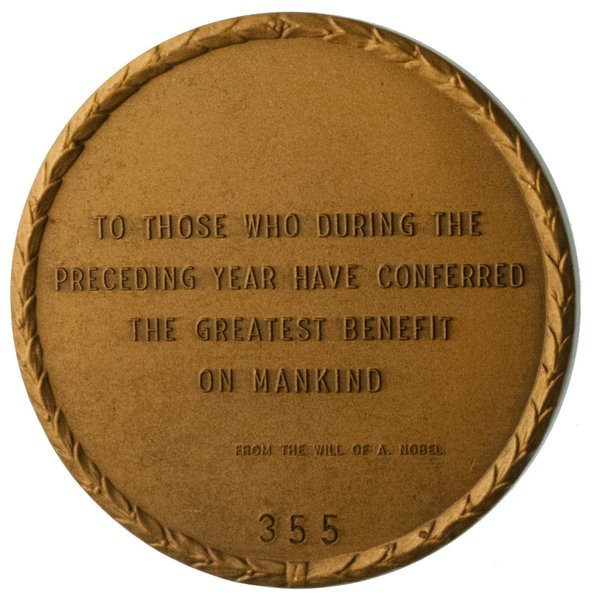 TO THOSE WHO DURING THE
PRECEDING YEAR HAVE CONFERRED
THE GREATEST BENEFIT
ON MANKIND
FROM THE WILL OF A. NOBEL
355